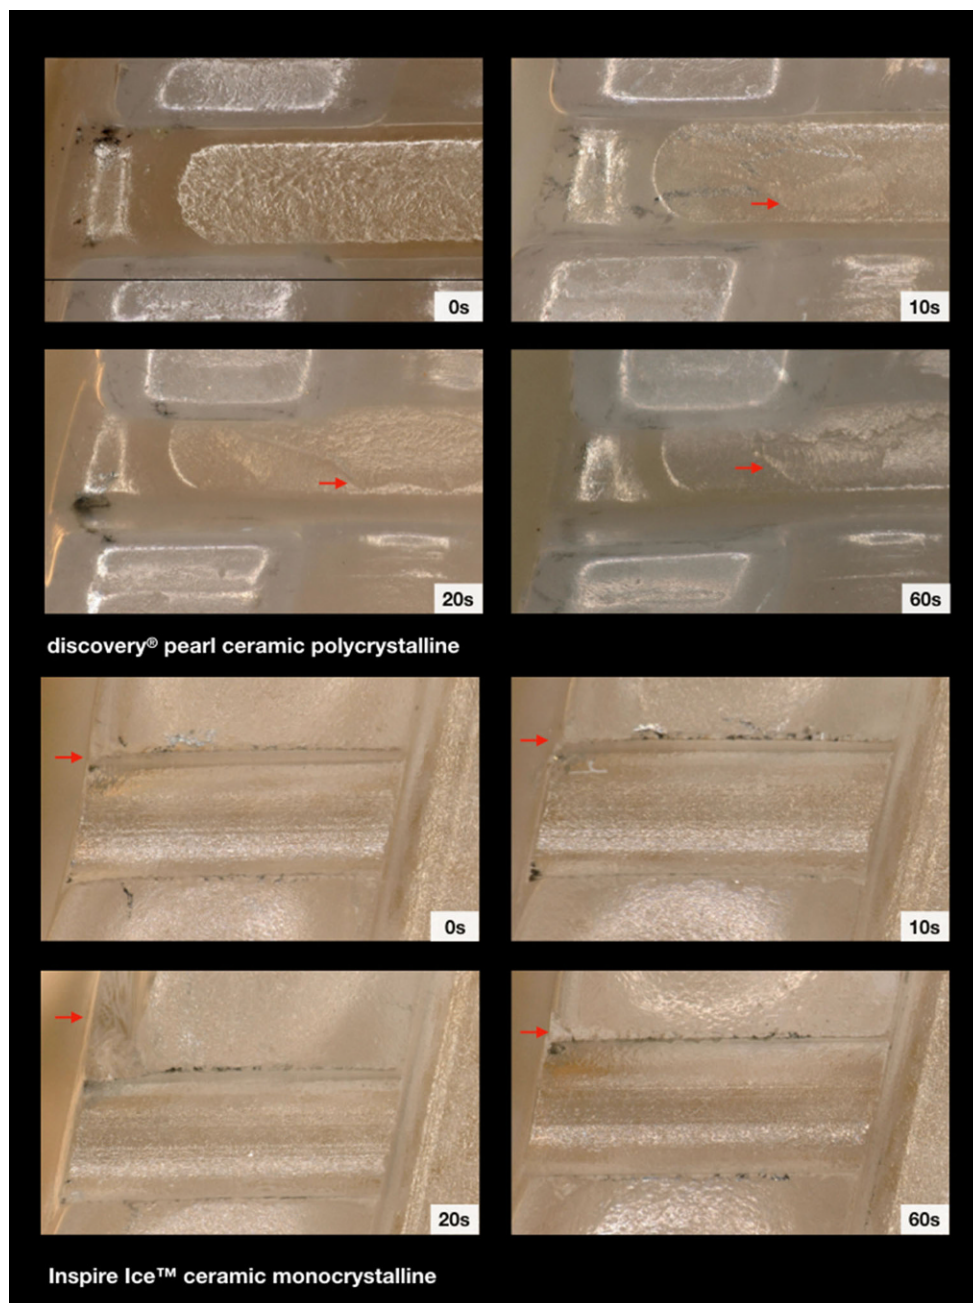 0s
10s
20s
60s
discovery® pearl ceramic polycrystalline
0s
10s
20s
60s
Inspire Ice™ ceramic monocrystalline